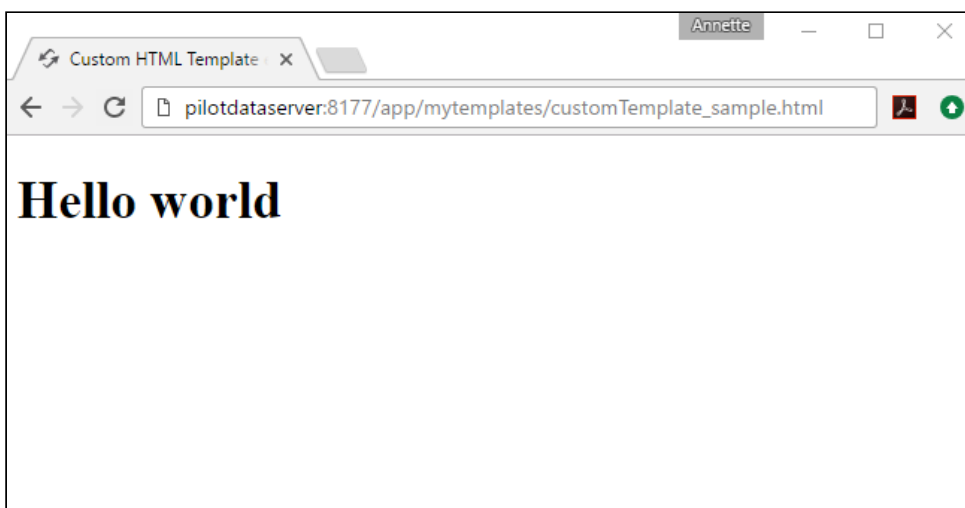 Annette
Custom HTML Template
pilotdataserver:8177/app/mytemplates/customTemplate_sample.html
Hello world